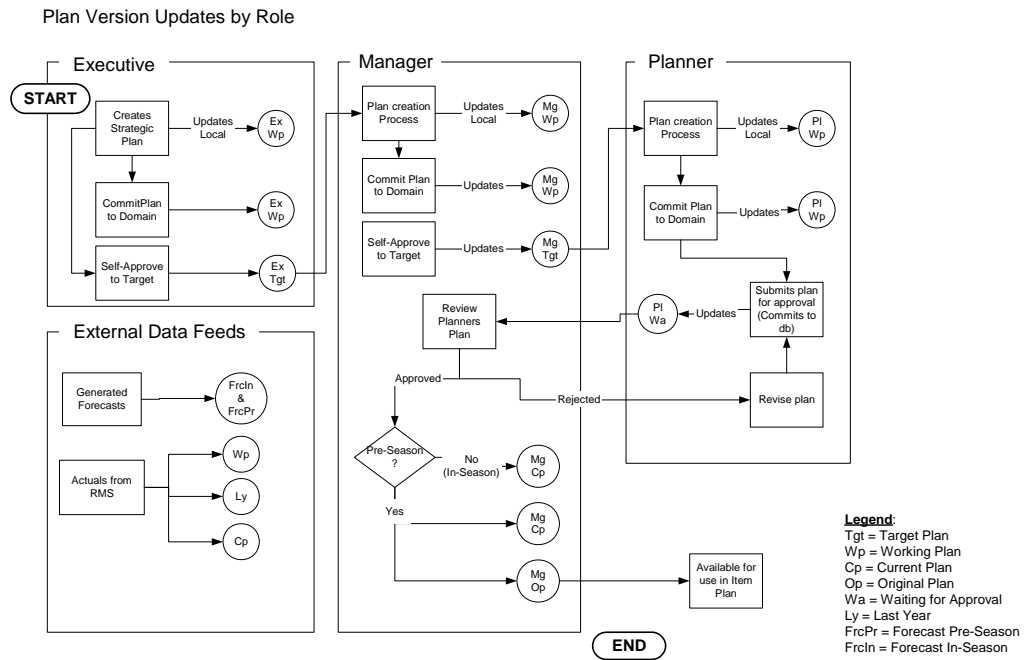 Plan Version Updates by Role
Executive
START
Creates
Strategic
Plan
Updates
Local
Ex
Wp
CommitPlan
to Domain
Ex
Wp
Self-Approve
to Target
Ex
Tgt
External Data Feeds
Generated
Forecasts
FrcIn
&
FrcPr
Actuals from
RMS
Wp
Ly
Cp
Manager
Plan creation
Process
Updates
Local
Mg
Wp
Commit Plan
to Domain
Updates
Mg
Wp
Self-Approve
to Target
Updates
Mg
Tgt
Review
Planners
Plan
Approved
Rejected
Pre-Season
?
No
(In-Season)
Mg
Cp
Yes
Mg
Cp
Mg
Op
Planner
Plan creation
Process
Updates
Local
Pl
Wp
Commit Plan
to Domain
Updates
Pl
Wp
Submits plan
for approval
(Commits to
db)
Updates
Pl
Wa
Revise plan
Available for
use in Item
Plan
END
Legend:
Tgt = Target Plan
Wp = Working Plan
Cp = Current Plan
Op = Original Plan
Wa = Waiting for Approval
Ly = Last Year
FrcPr = Forecast Pre-Season
FrcIn = Forecast In-Season